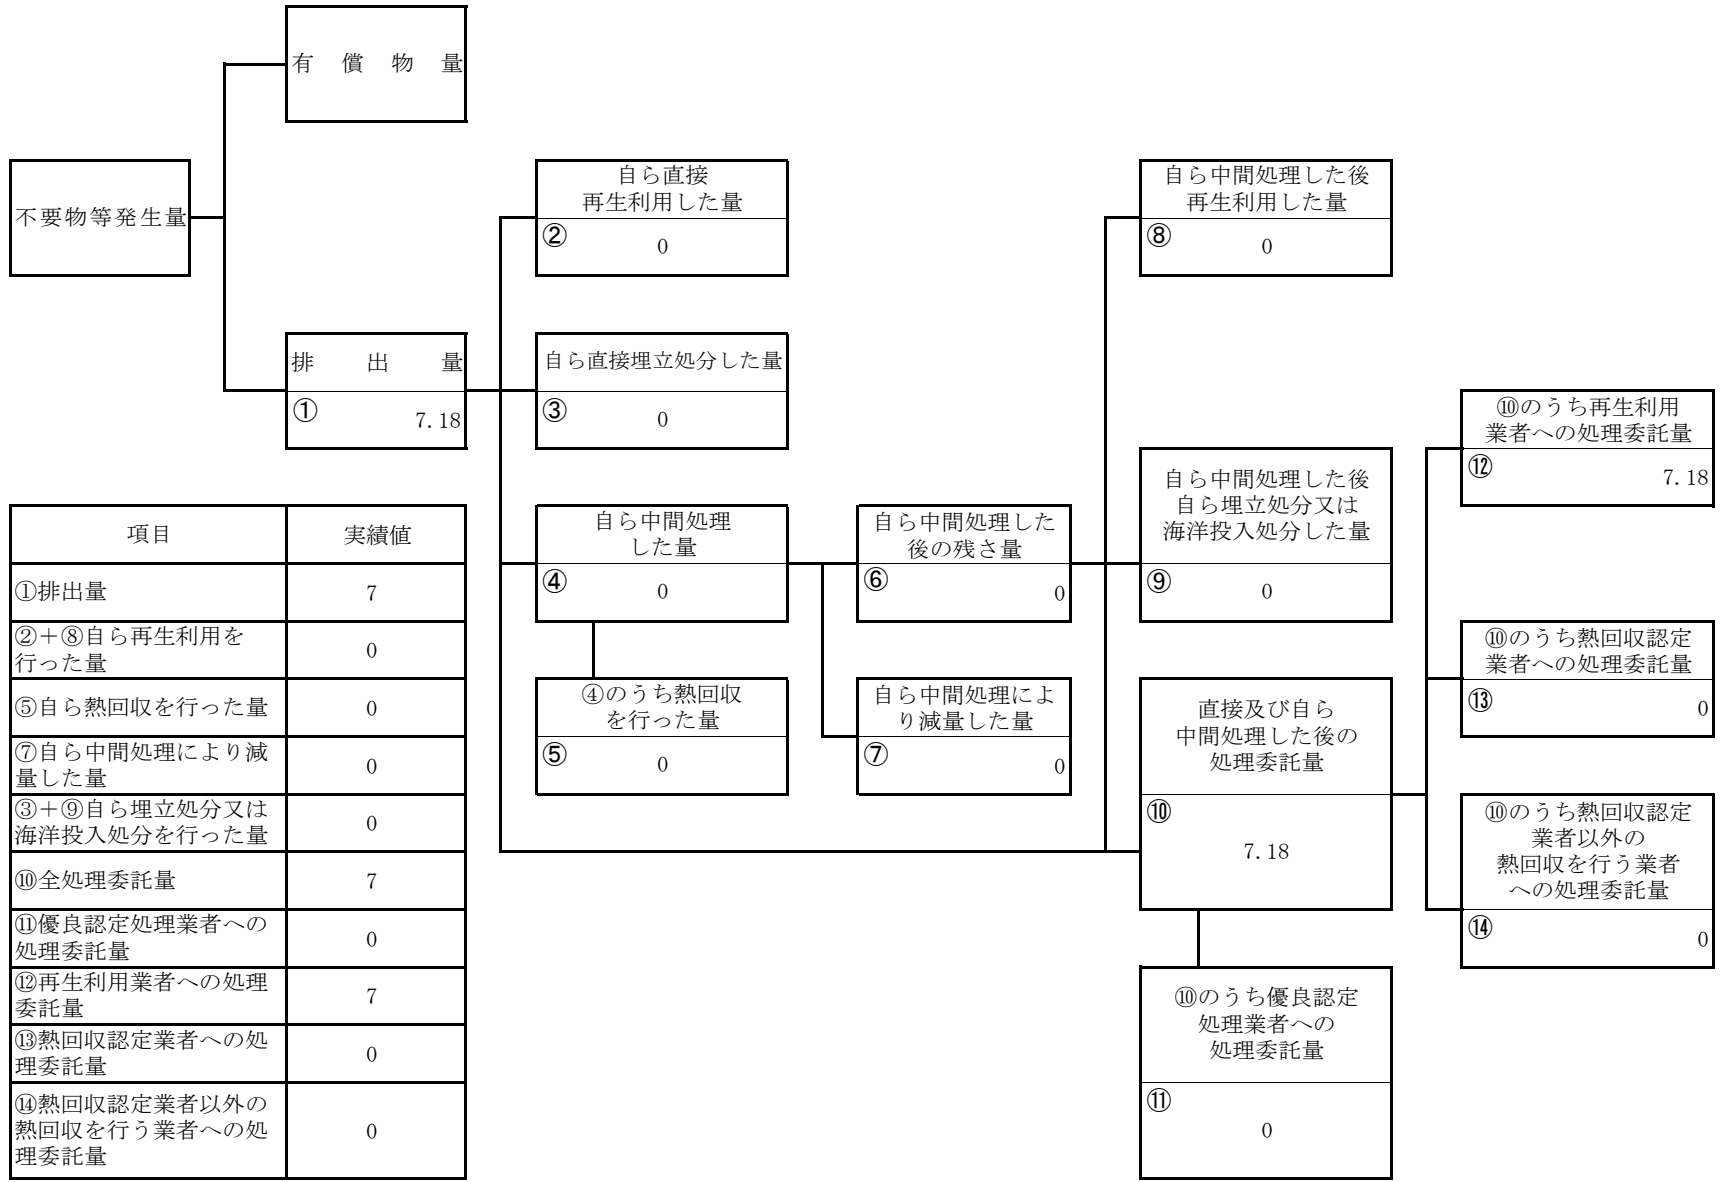 有償物量
不要物等発生量
排出量
① 7.18
自ら直接
再生利用した量
② 0
自ら直接埋立処分した量
③ 0
自ら中間処理
した量
④ 0
④のうち熱回収
を行った量
⑤ 0
自ら中間処理した
後の残さ量
⑥ 0
自ら中間処理によ
り減量した量
⑦ 0
自ら中間処理した後
再生利用した量
⑧ 0
自ら中間処理した後
自ら埋立処分又は
海洋投入処分した量
⑨ 0
直接及び自ら
中間処理した後の
処理委託量
⑩
7.18
⑩のうち優良認定
処理業者への
処理委託量
⑪
0
⑩のうち再生利用
業者への処理委託量
⑫ 7.18
⑩のうち熱回収認定
業者への処理委託量
⑬ 0
⑩のうち熱回収認定
業者以外の
熱回収を行う業者
への処理委託量
⑭ 0
項目 実績値
①排出量 7
②＋⑧自ら再生利用を
行った量 0
⑤自ら熱回収を行った量 0
⑦自ら中間処理により減
量した量 0
③＋⑨自ら埋立処分又は
海洋投入処分を行った量 0
⑩全処理委託量 7
⑪優良認定処理業者への
処理委託量 0
⑫再生利用業者への処理
委託量 7
⑬熱回収認定業者への処
理委託量 0
⑭熱回収認定業者以外の
熱回収を行う業者への処
理委託量 0